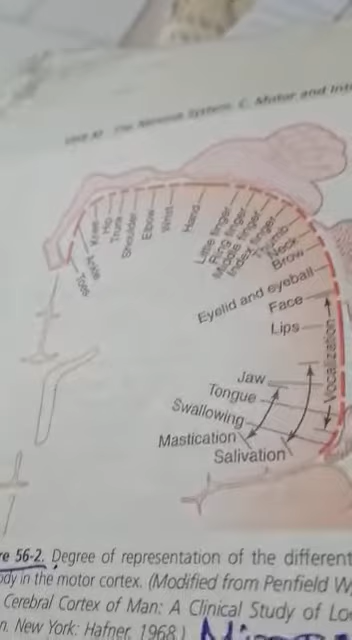 Unit XI The Nervous System: C. Motor and Int
Toes
Ankle
Knee
Hip
Trunk
Shoulder
Elbow
Wrist
Hand
Little finger
Ring finger
Middle finger
Index finger
Thumb
Neck
Brow
Eyelid and eyeball
Face
Lips
Vocalization
Jaw
Tongue
Swallowing
Mastication
Salivation
re 56-2. Degree of representation of the different
ody in the motor cortex. (Modified from Penfield W,
Cerebral Cortex of Man: A Clinical Study of Lo
n. New York: Hafner, 1968.)